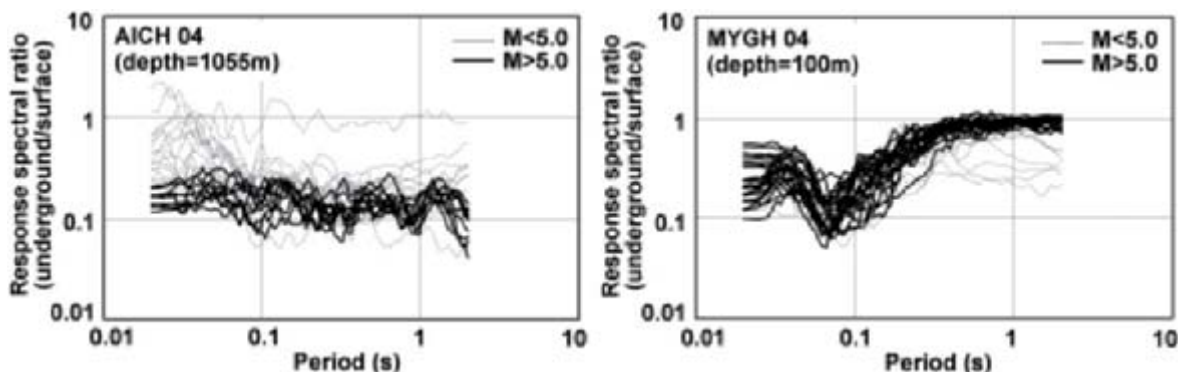 Response spectral ratio
(underground/surface)
10
1
0.1
0.01
AICH 04
(depth=1055m)
M<5.0
M>5.0
0.01
0.1
1
10
Period (s)
Response spectral ratio
(underground/surface)
10
1
0.1
0.01
MYGH 04
(depth=100m)
M<5.0
M>5.0
0.01
0.1
1
10
Period (s)